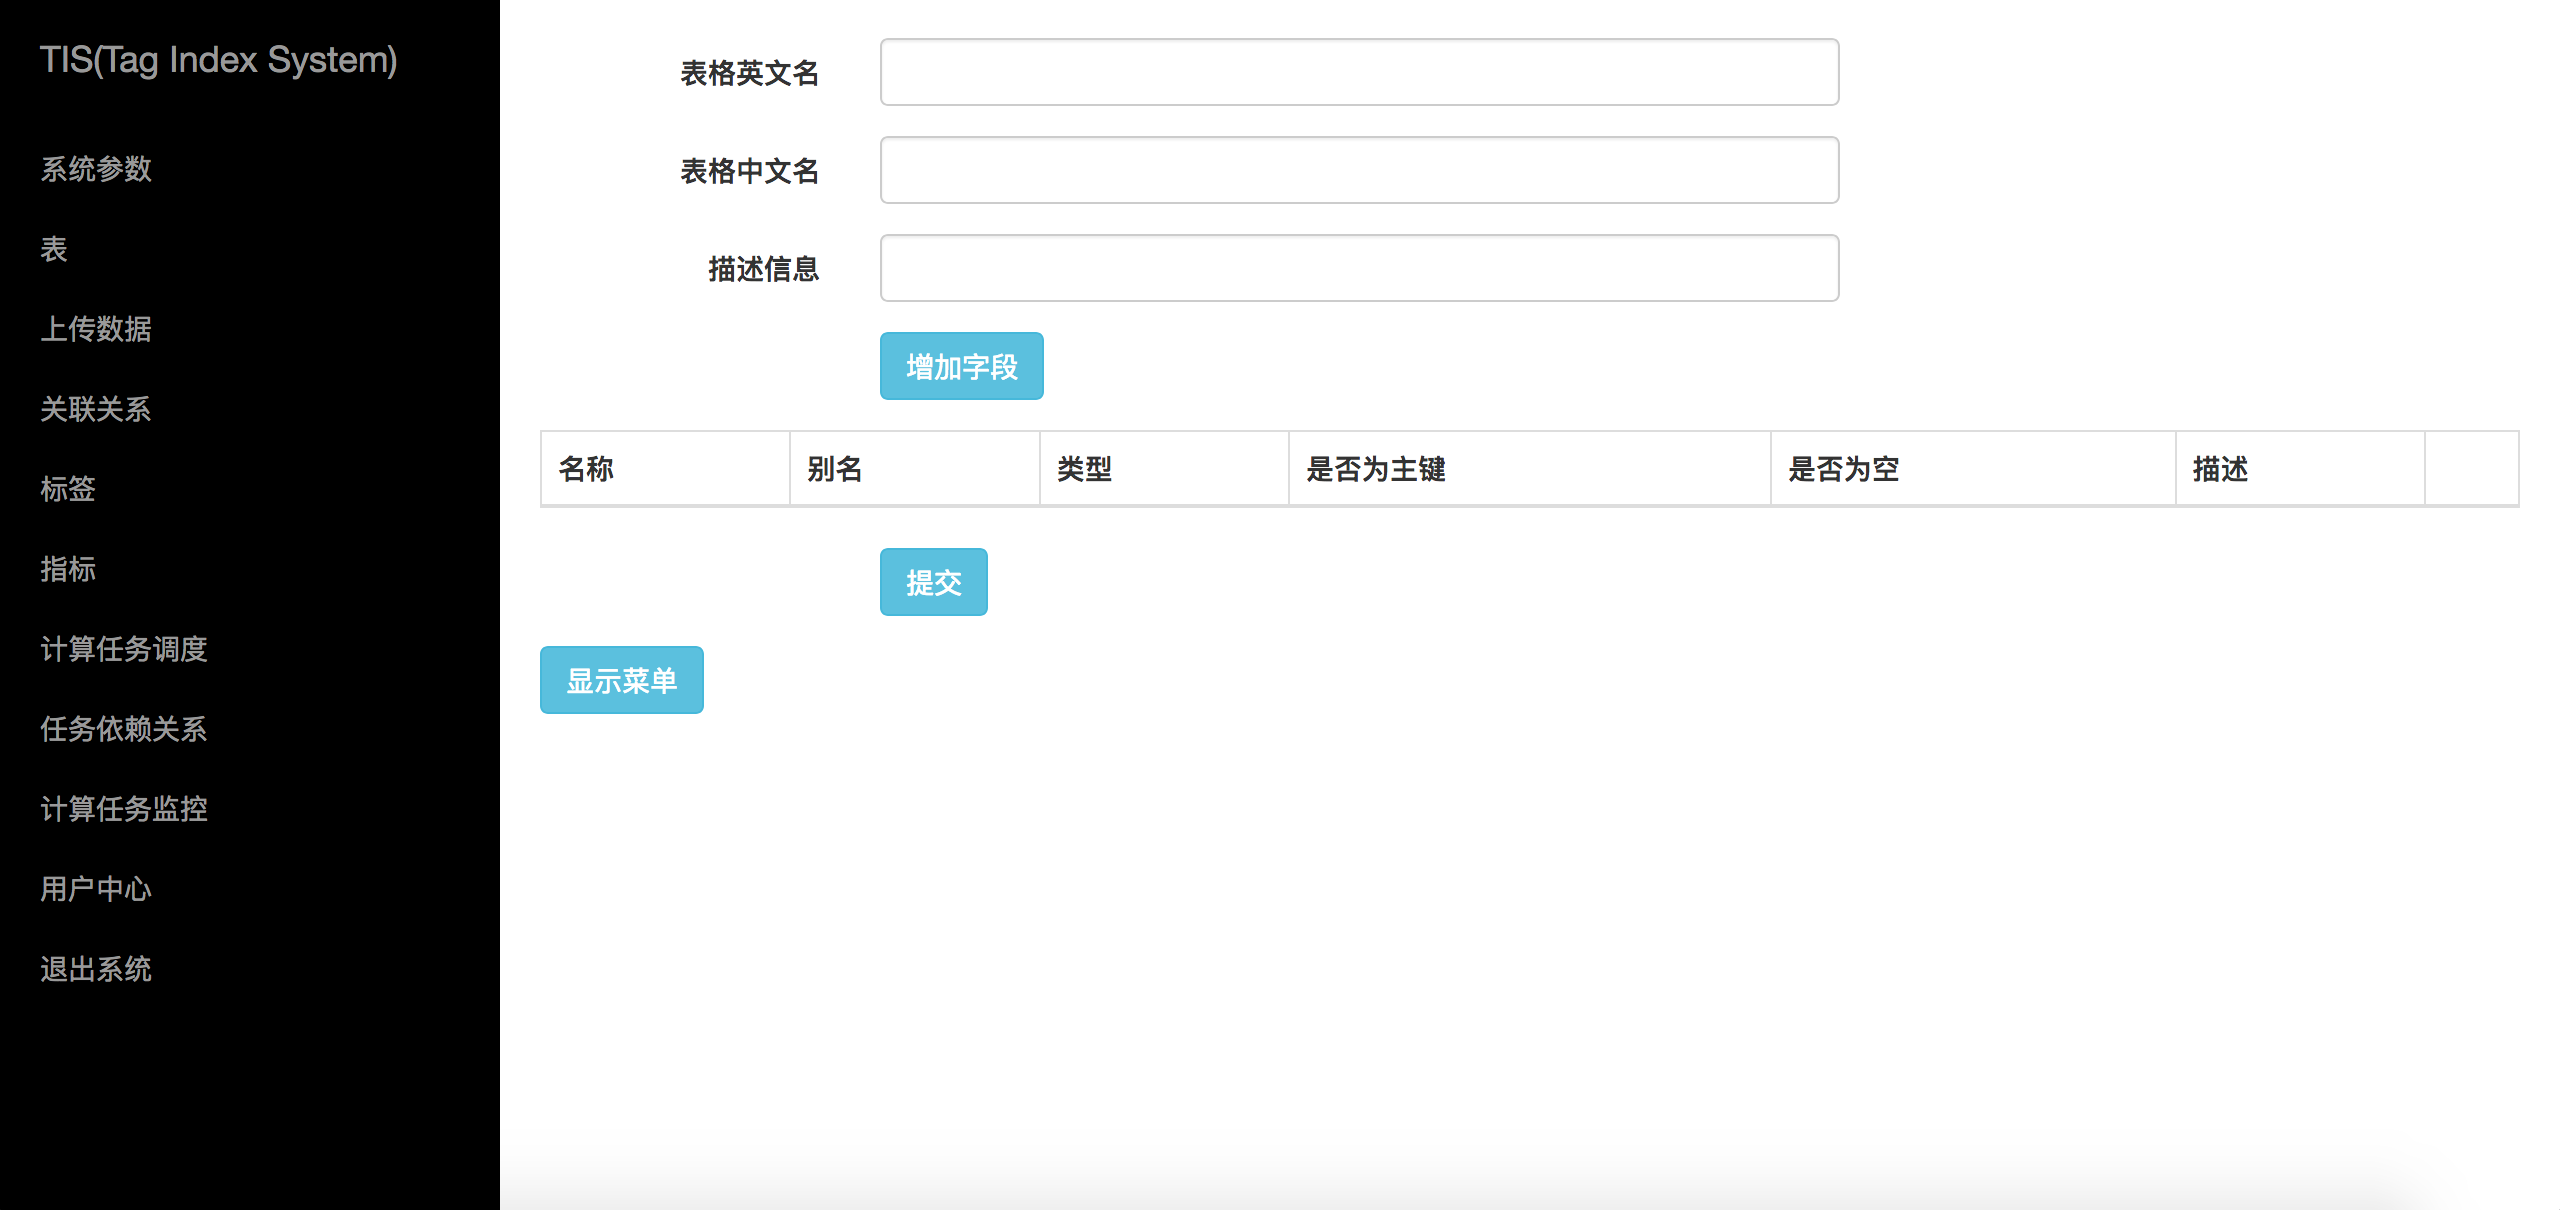 TIS(Tag Index System)
系统参数
表
上传数据
关联关系
标签
指标
计算任务调度
任务依赖关系
计算任务监控
用户中心
退出系统
表格英文名
表格中文名
描述信息
增加字段
名称 别名 类型 是否为主键 是否为空 描述
提交
显示菜单